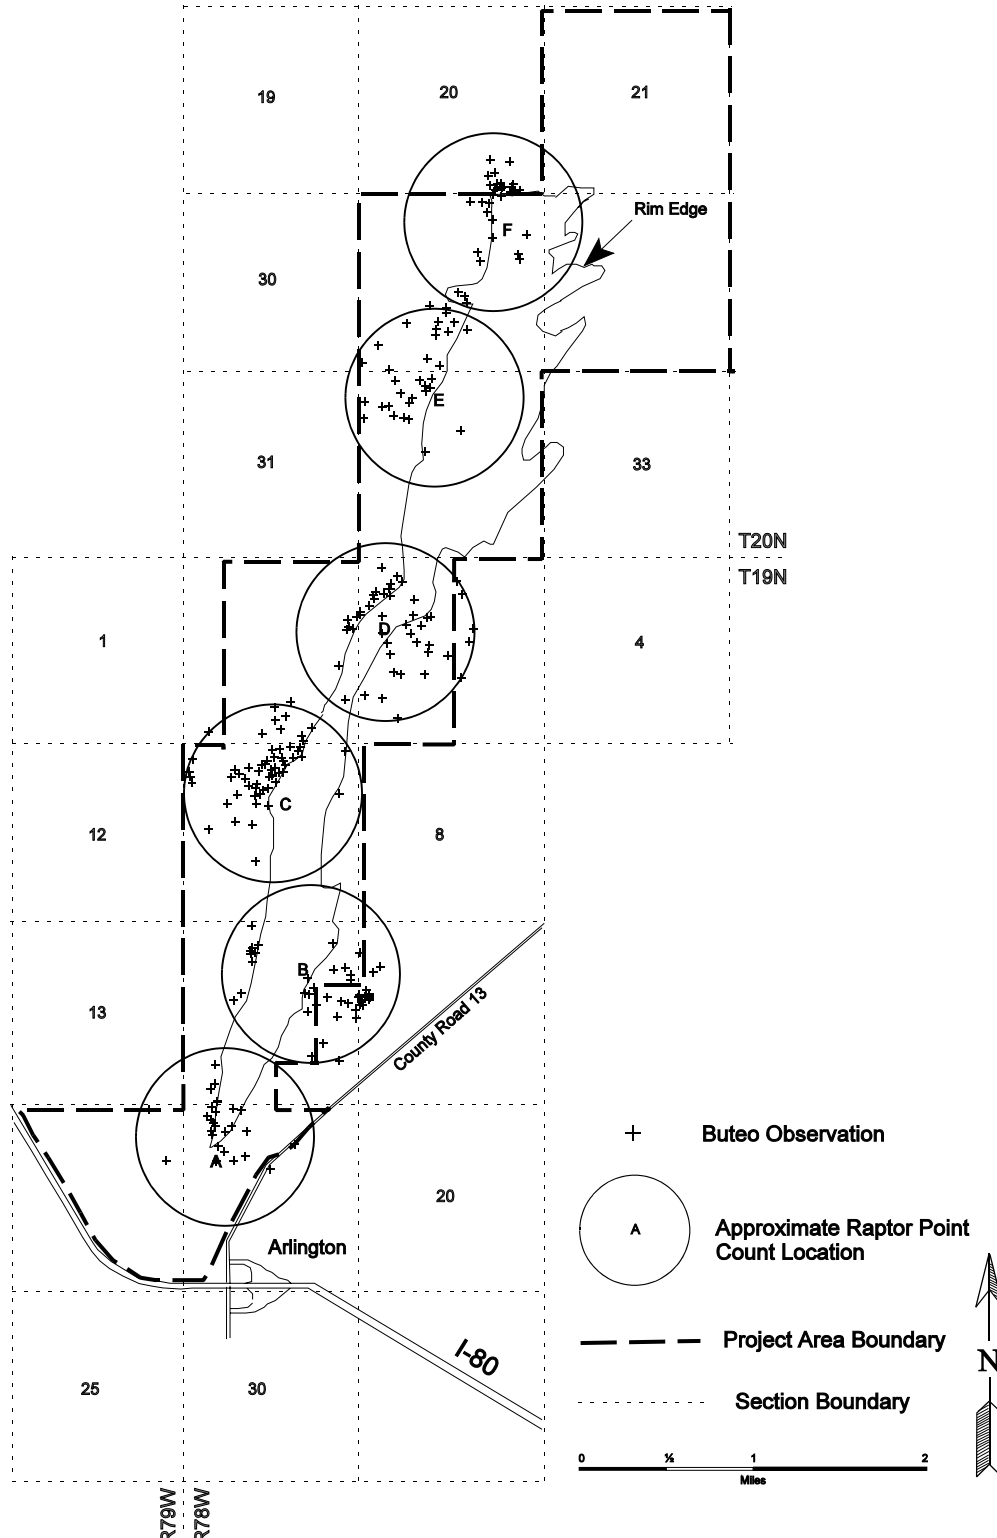 19
20
21
F
Rim Edge
30
E
31
33
T20N
T19N
1
D
4
C
12
8
B
13
County Road 13
A
20
Arlington
Buteo Observation
A
Approximate Raptor Point
Count Location
Project Area Boundary
I-80
N
25
30
Section Boundary
0 ½ 1 2
Miles
R79W
R78W